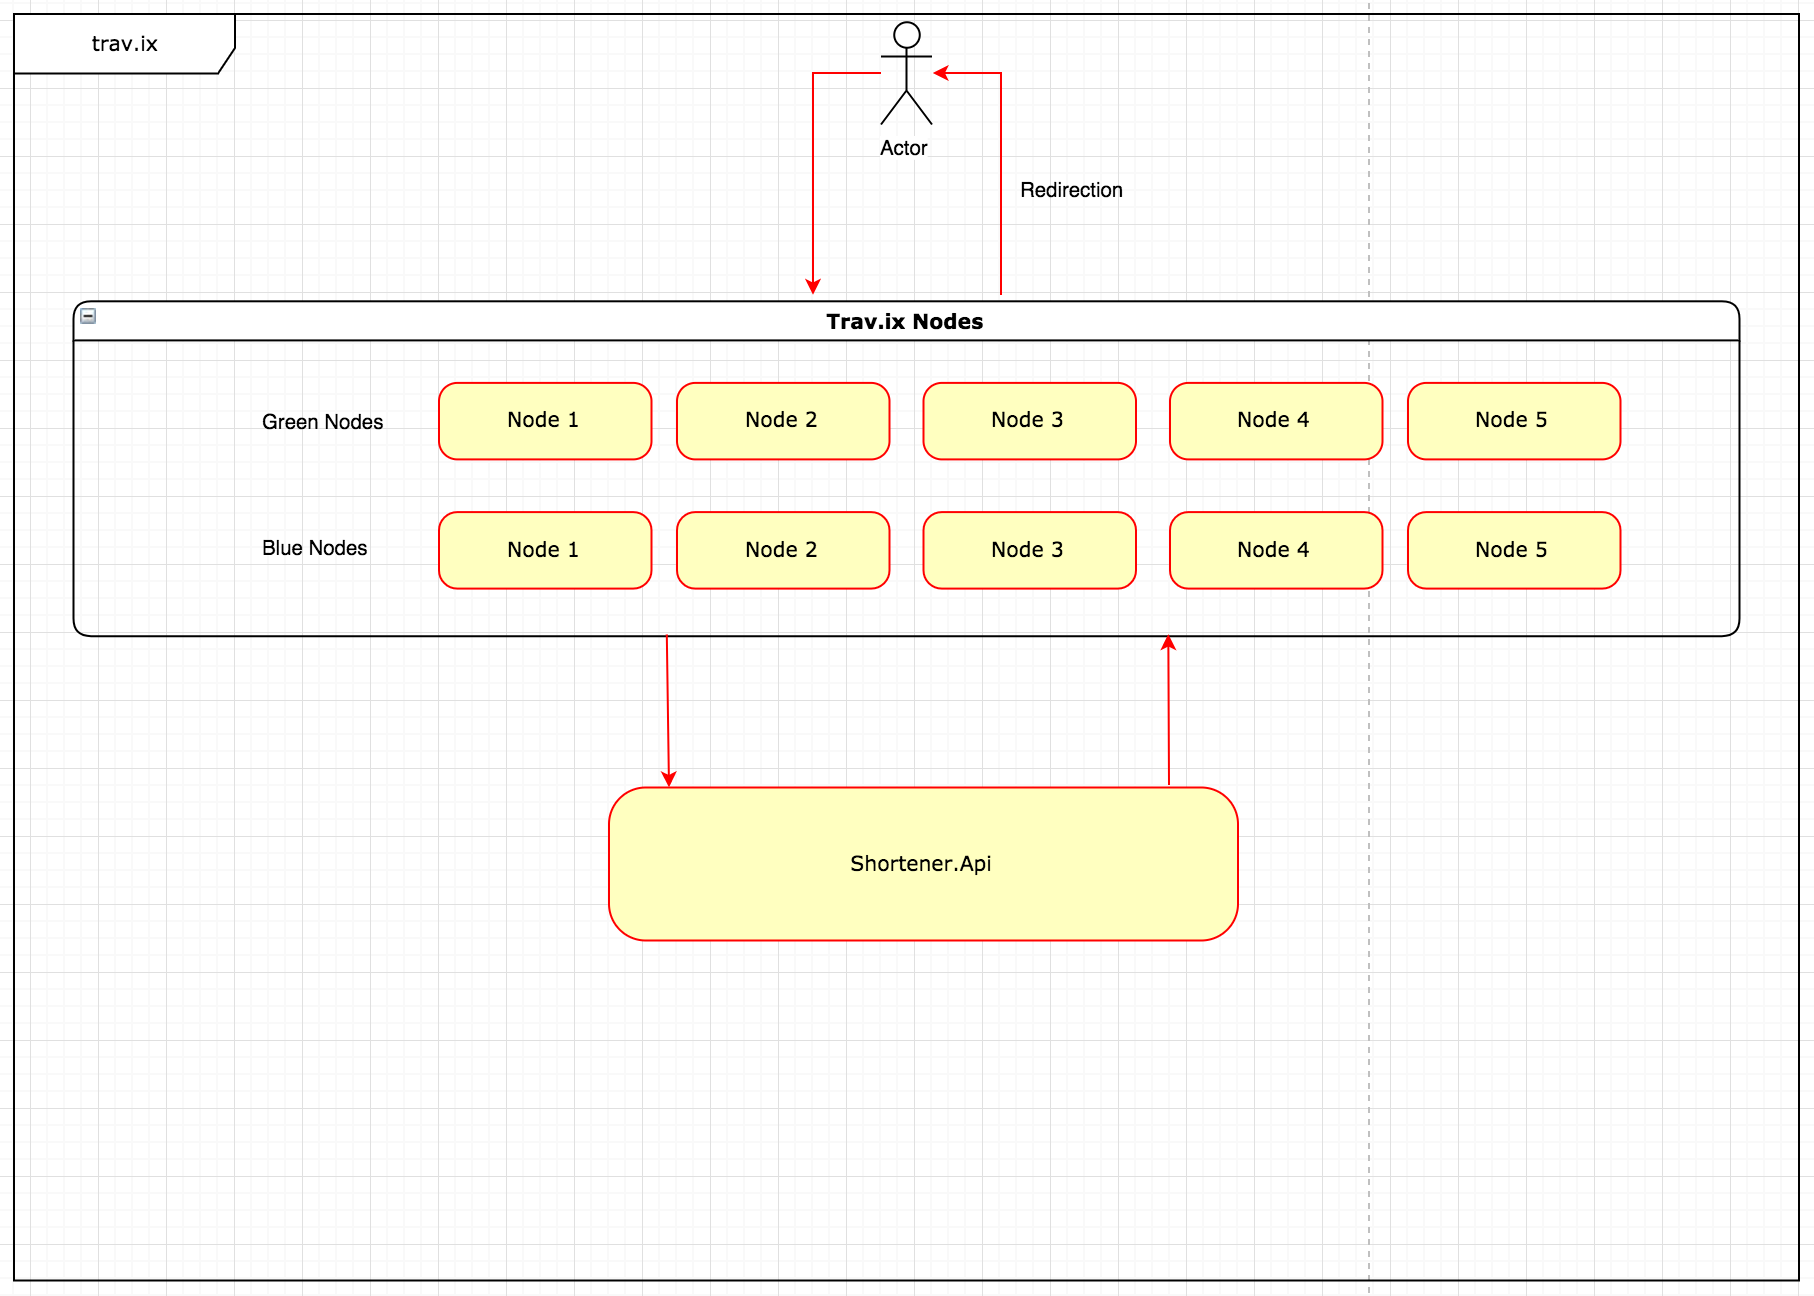 trav.ix
Actor
Redirection
Trav.ix Nodes
Green Nodes
Node 1
Node 2
Node 3
Node 4
Node 5
Blue Nodes
Node 1
Node 2
Node 3
Node 4
Node 5
Shortener.Api